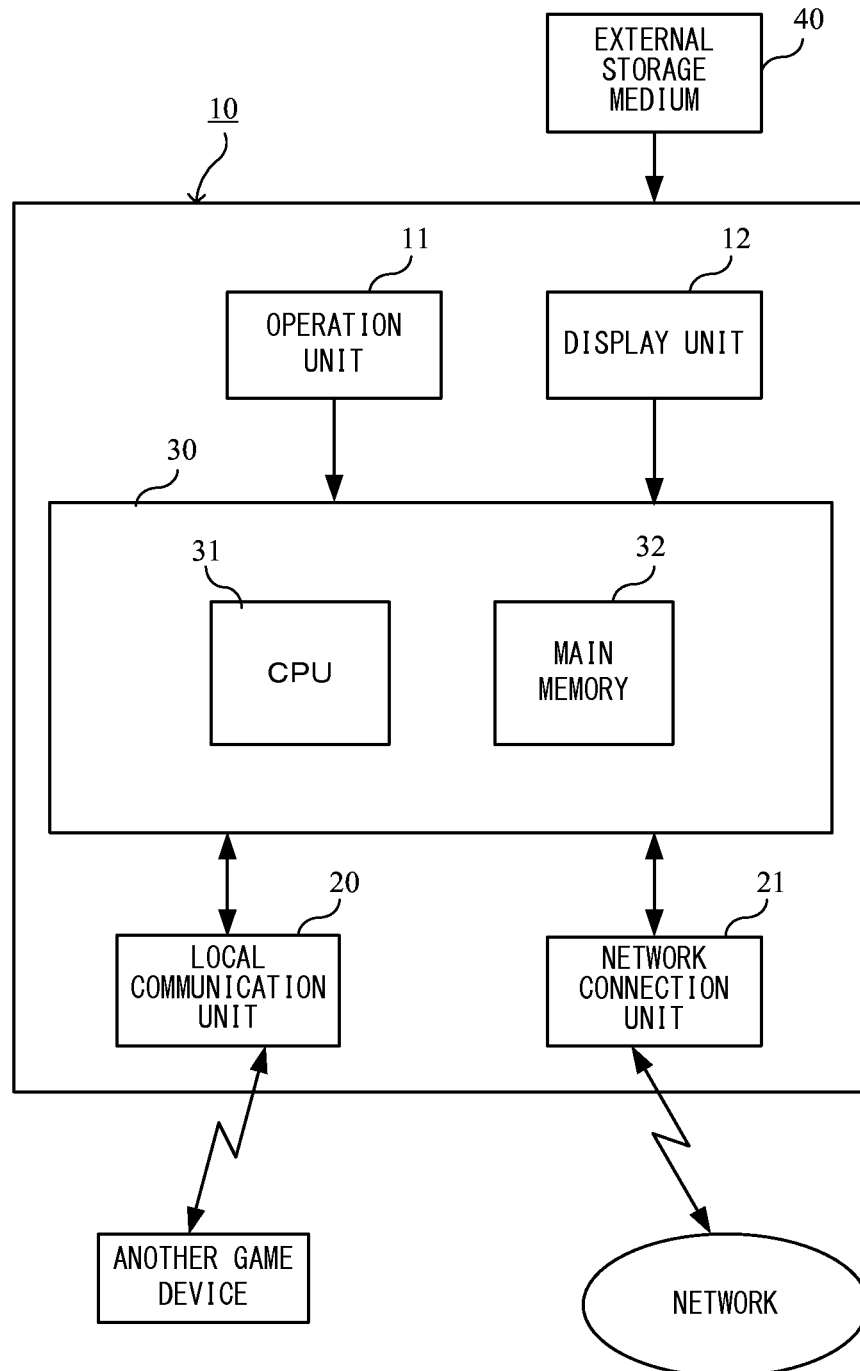 40
EXTERNAL
STORAGE
MEDIUM
10
11
12
OPERATION
UNIT
DISPLAY UNIT
30
31
32
CPU
MAIN
MEMORY
20
21
LOCAL
COMMUNICATION
UNIT
NETWORK
CONNECTION
UNIT
ANOTHER GAME
DEVICE
NETWORK